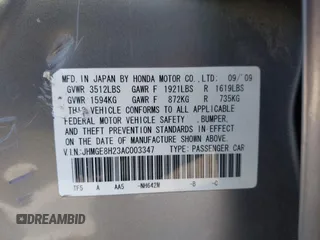 MFD. IN JAPAN BY HONDA MOTOR CO.,LTD. 09/'09
GVWR 3512LBS GAWR F 1921LBS R 1619LBS
GVWR 1594KG GAWR F 872KG R 735KG
THIS VEHICLE CONFORMS TO ALL APPLICABLE
FEDERAL MOTOR VEHICLE SAFETY ,BUMPER,
AND THEFT PREVENTION STANDARDS IN EFFECT
ON THE DATE OF MANUFACTURE SHOWN ABOVE.
V.I.N:JHMGE8H23AC003347 TYPE: PASSENGER CAR
TF5 A AA5 -NH642M -B -C